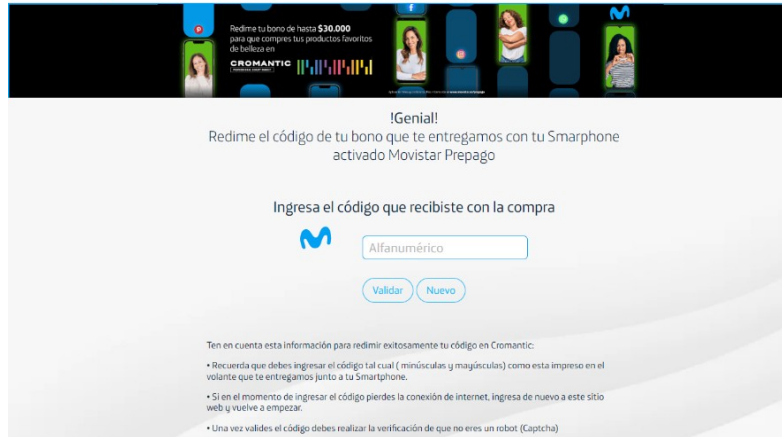 Redime tu bono de hasta $30.000
para que compres tus productos favoritos
de belleza en
CROMANTIC
!Genial!
Redime el código de tu bono que te entregamos con tu Smarphone
activado Movistar Prepago
Ingresa el código que recibiste con la compra
Alfanumérico
Validar Nuevo
Ten en cuenta esta información para redimir exitosamente tu código en Cromantic:
• Recuerda que debes ingresar el código tal cual ( minúsculas y mayúsculas) como esta impreso en el
volante que te entregamos junto a tu Smartphone.
• Si en el momento de ingresar el código pierdes la conexión de internet, ingresa de nuevo a este sitio
web y vuelve a empezar.
• Una vez valides el código debes realizar la verificación de que no eres un robot (Captcha)